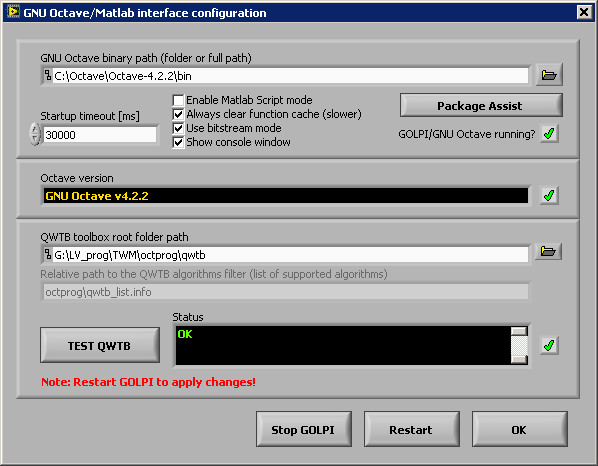 GNU Octave/Matlab interface configuration
GNU Octave binary path (folder or full path)
C:\Octave\Octave-4.2.2\bin
Startup timeout [ms]
30000
Enable Matlab Script mode
Always clear function cache (slower)
Use bitstream mode
Show console window
Package Assist
GOLPI/GNU Octave running?
Octave version
GNU Octave v4.2.2
QWTB toolbox root folder path
G:\LV_prog\TWM\octprog\qwtb
Relative path to the QWTB algorithms filter (list of supported algorithms)
octprog\qwtb_list.info
TEST QWTB
Status
OK
Note: Restart GOLPI to apply changes!
Stop GOLPI
Restart
OK